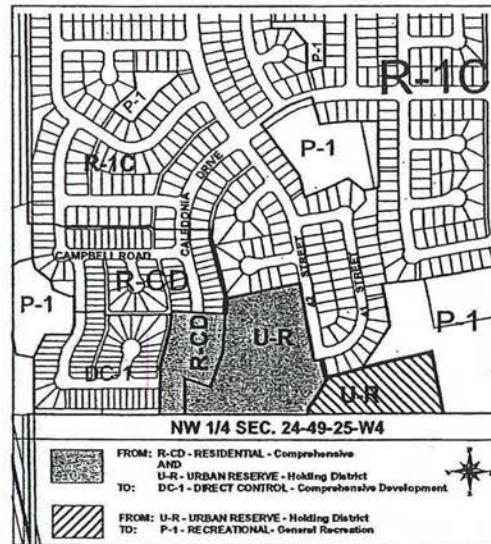 P-1
R-1C
P-1
P-1
R-1C
CALEDONIA DRIVE
CAMPBELL ROAD
STREET
41 STREET
R-CD
P-1
P-1
R-CD
U-R
DC-1
U-R
NW 1/4 SEC. 24-49-25-W4
FROM: R-CD - RESIDENTIAL - Comprehensive
AND
U-R - URBAN RESERVE - Holding District
TO: DC-1 - DIRECT CONTROL - Comprehensive Development
FROM: U-R - URBAN RESERVE - Holding District
TO: P-1 - RECREATIONAL - General Recreation